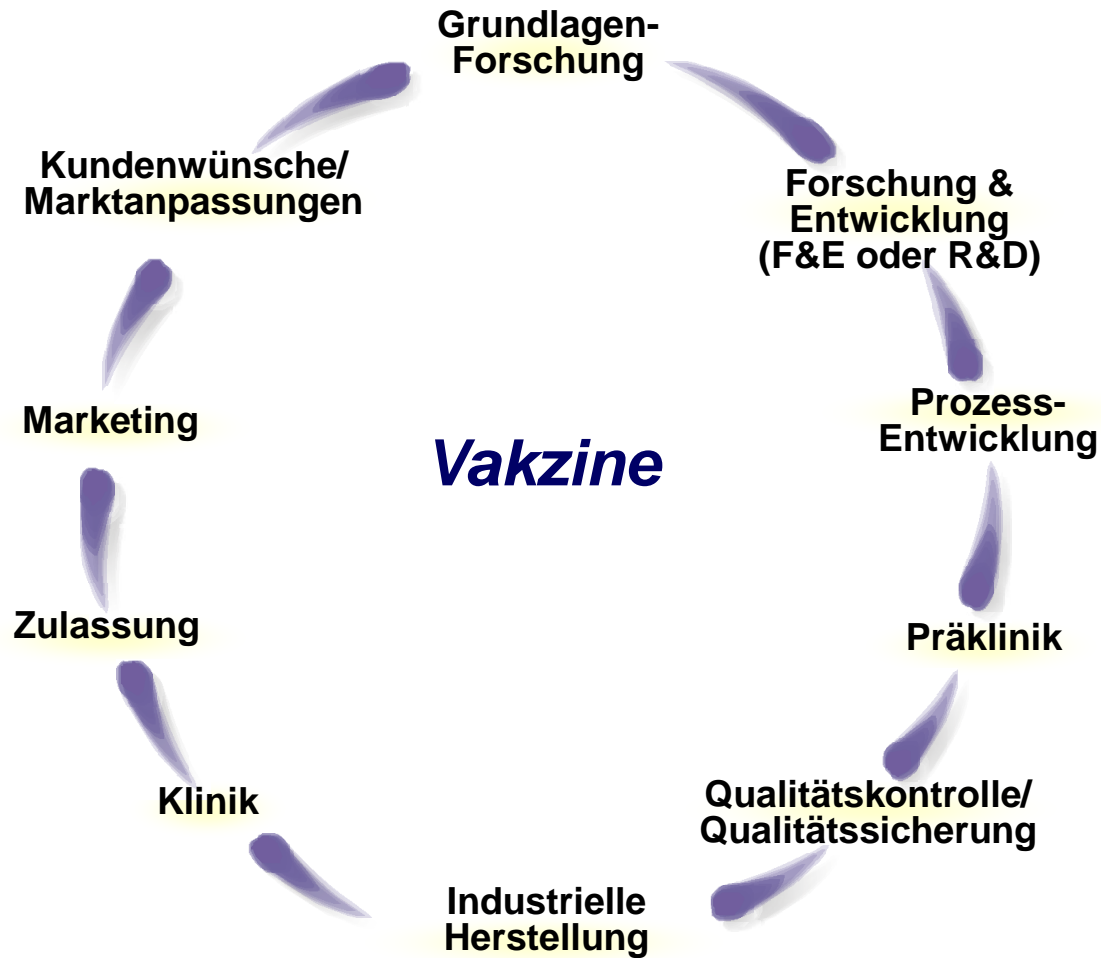 Grundlagen-
Forschung
Kundenwünsche/
Marktanpassungen
Forschung &
Entwicklung
(F&E oder R&D)
Prozess-
Entwicklung
Marketing
Vakzine
Zulassung
Präklinik
Klinik
Qualitätskontrolle/
Qualitätssicherung
Industrielle
Herstellung